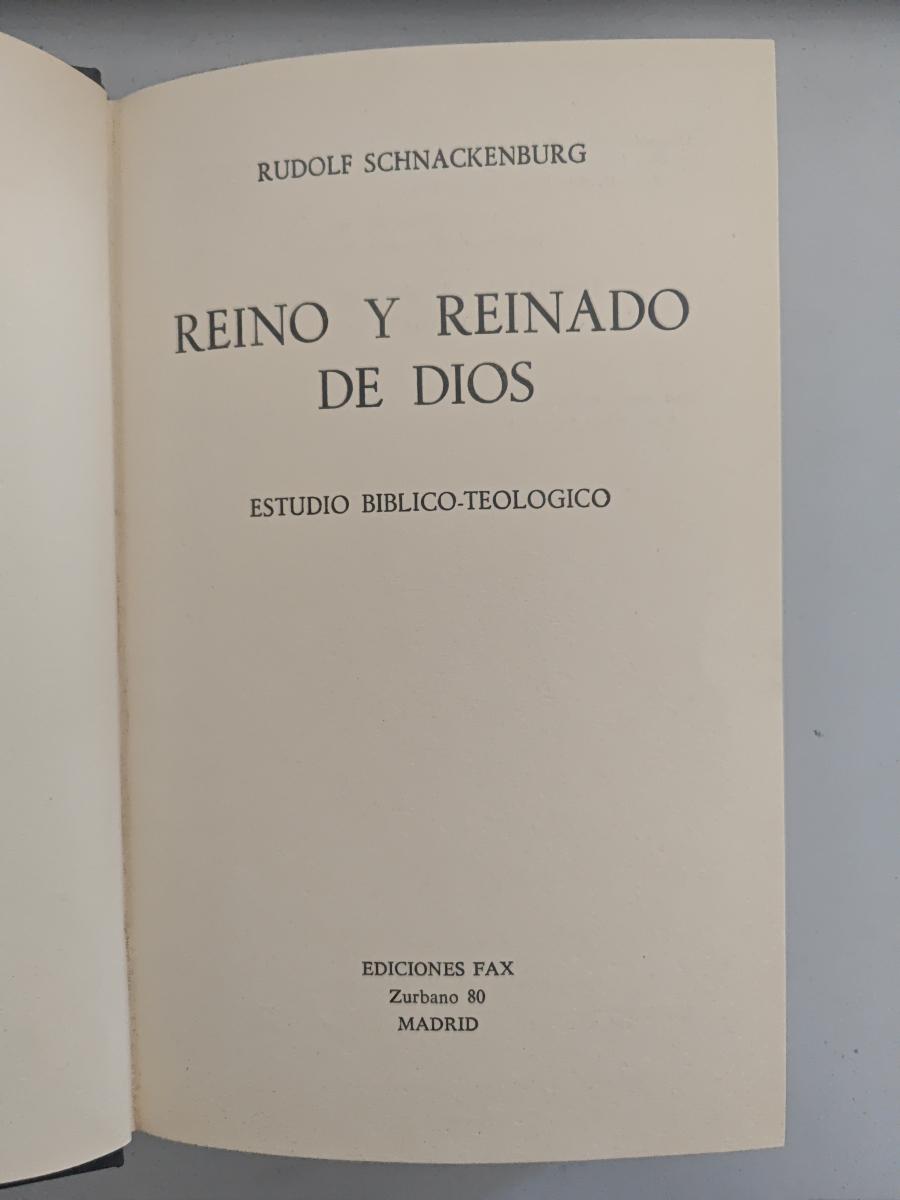 RUDOLF SCHNACKENBURG
REINO Y REINADO
DE DIOS
ESTUDIO BIBLICO-TEOLOGICO
EDICIONES FAX
Zurbano 80
MADRID